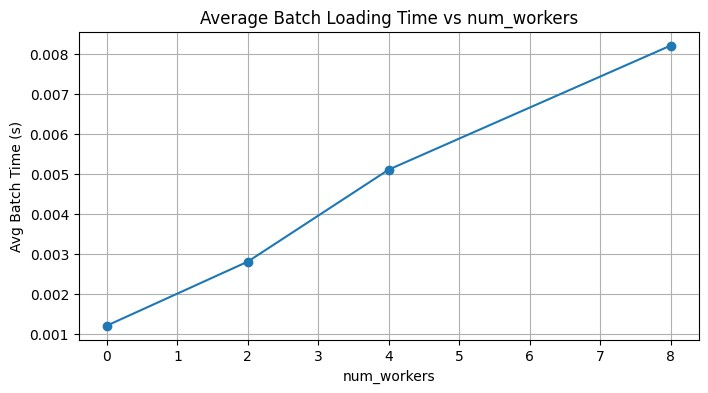 Average Batch Loading Time vs num_workers
Avg Batch Time (s)
0.008
0.007
0.006
0.005
0.004
0.003
0.002
0.001
0 1 2 3 4 5 6 7 8
num_workers